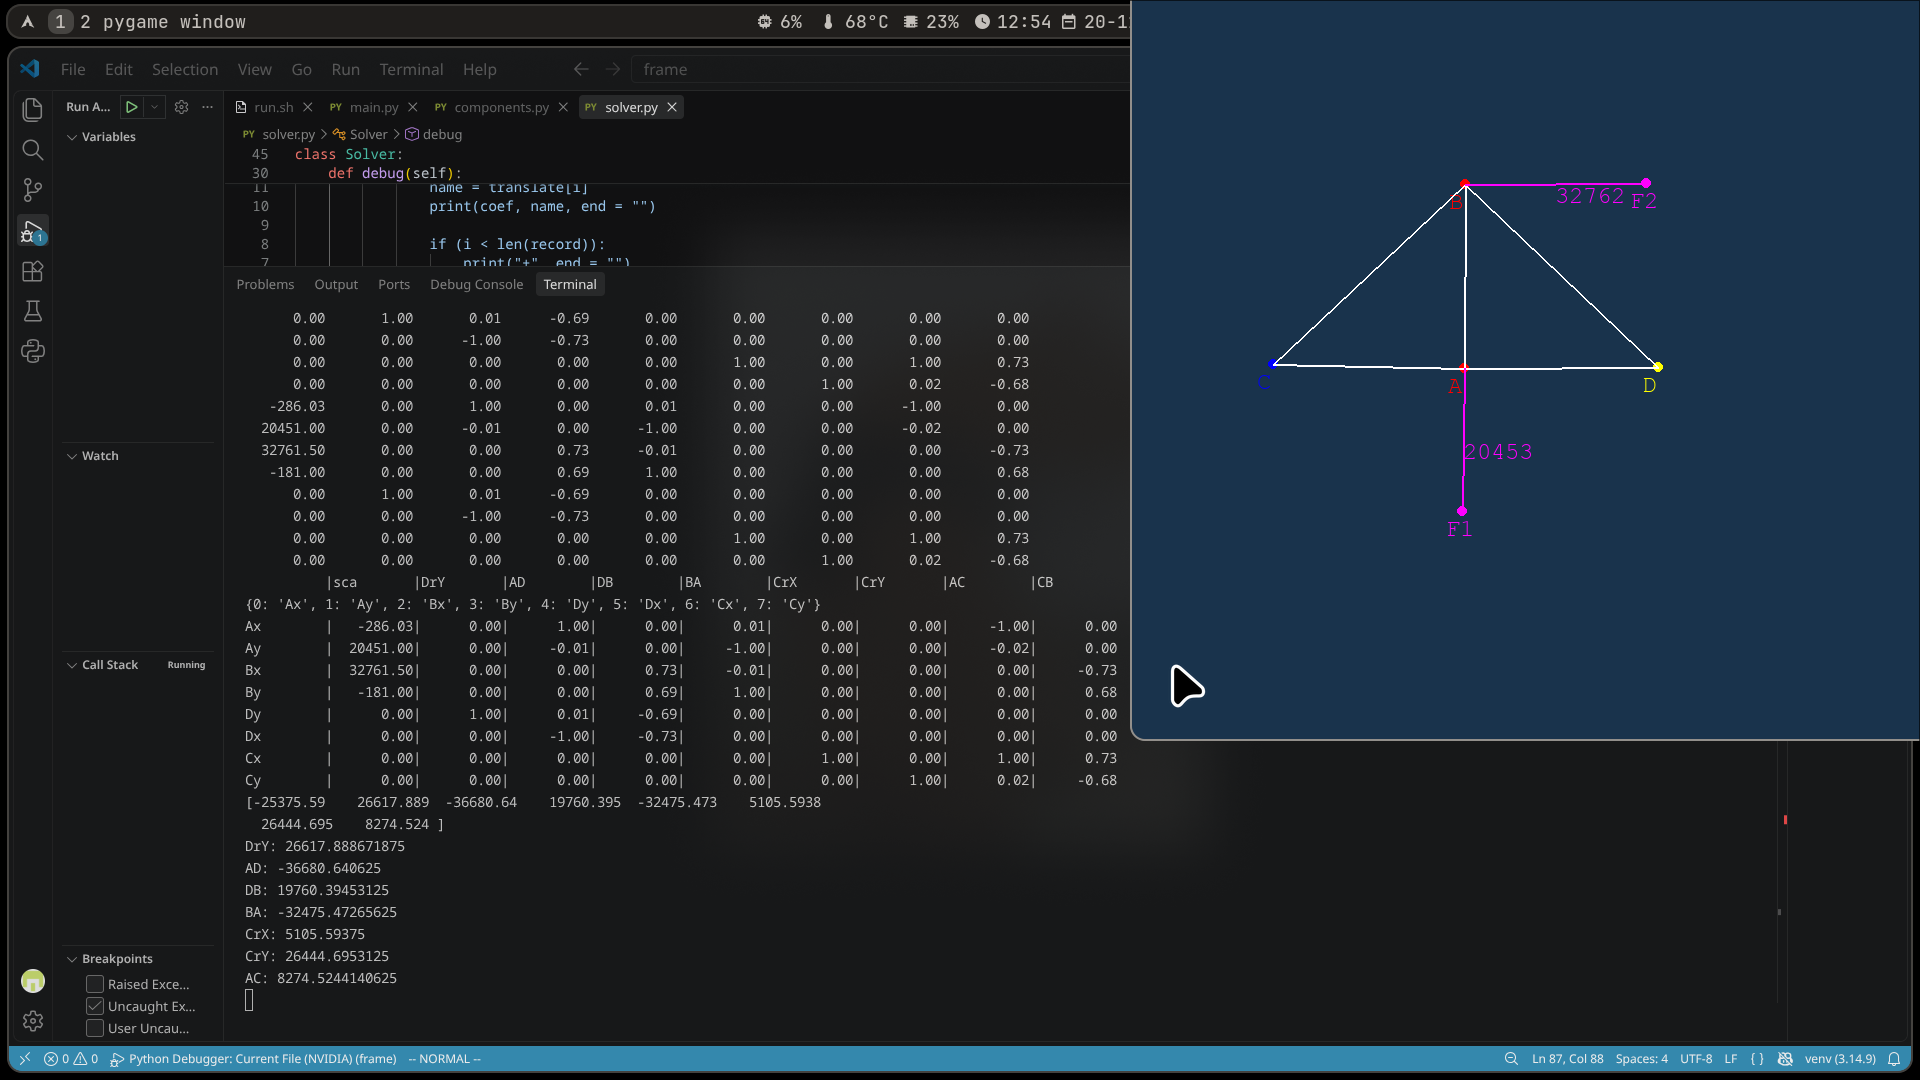 1 2 pygame window 6% 68°C 23% 12:54 20-1
File Edit Selection View Go Run Terminal Help frame
Run A... run.sh main.py components.py solver.py
Variables
solver.py > Solver > debug
45 class Solver:
30 def debug(self):
11 name = translate[i]
10 print(coef, name, end = "")
9
8 if (i < len(record)):
7 print("+", end = "")
Problems Output Ports Debug Console Terminal
0.00 1.00 0.01 -0.69 0.00 0.00 0.00 0.00 0.00
0.00 0.00 -1.00 -0.73 0.00 0.00 0.00 0.00 0.00
0.00 0.00 0.00 0.00 0.00 1.00 0.00 1.00 0.73
0.00 0.00 0.00 0.00 0.00 0.00 1.00 0.02 -0.68
-286.03 0.00 1.00 0.00 0.01 0.00 0.00 -1.00 0.00
20451.00 0.00 -0.01 0.00 -1.00 0.00 0.00 -0.02 0.00
32761.50 0.00 0.00 0.73 -0.01 0.00 0.00 0.00 -0.73
-181.00 0.00 0.00 0.69 1.00 0.00 0.00 0.00 0.68
0.00 1.00 0.01 -0.69 0.00 0.00 0.00 0.00 0.00
0.00 0.00 -1.00 -0.73 0.00 0.00 0.00 0.00 0.00
0.00 0.00 0.00 0.00 0.00 1.00 0.00 1.00 0.73
0.00 0.00 0.00 0.00 0.00 0.00 1.00 0.02 -0.68
|sca |DrY |AD |DB |BA |CrX |CrY |AC |CB
{0: 'Ax', 1: 'Ay', 2: 'Bx', 3: 'By', 4: 'Dy', 5: 'Dx', 6: 'Cx', 7: 'Cy'}
Ax | -286.03| 0.00| 1.00| 0.00| 0.01| 0.00| 0.00| -1.00| 0.00
Ay | 20451.00| 0.00| -0.01| 0.00| -1.00| 0.00| 0.00| -0.02| 0.00
Bx | 32761.50| 0.00| 0.00| 0.73| -0.01| 0.00| 0.00| 0.00| -0.73
By | -181.00| 0.00| 0.00| 0.69| 1.00| 0.00| 0.00| 0.00| 0.68
Dy | 0.00| 1.00| 0.01| -0.69| 0.00| 0.00| 0.00| 0.00| 0.00
Dx | 0.00| 0.00| -1.00| -0.73| 0.00| 0.00| 0.00| 0.00| 0.00
Cx | 0.00| 0.00| 0.00| 0.00| 0.00| 1.00| 0.00| 1.00| 0.73
Cy | 0.00| 0.00| 0.00| 0.00| 0.00| 0.00| 1.00| 0.02| -0.68
[-25375.59 26617.889 -36680.64 19760.395 -32475.473 5105.5938
26444.695 8274.524 ]
DrY: 26617.888671875
AD: -36680.640625
DB: 19760.39453125
BA: -32475.47265625
CrX: 5105.59375
CrY: 26444.6953125
AC: 8274.5244140625
Watch
Call Stack Running
Breakpoints
Raised Exce...
Uncaught Ex...
User Uncau...
1
B 32762 F2
C A D
20453
F1
0 0 Python Debugger: Current File (NVIDIA) (frame) -- NORMAL -- Ln 87, Col 88 Spaces: 4 UTF-8 LF { } venv (3.14.9)